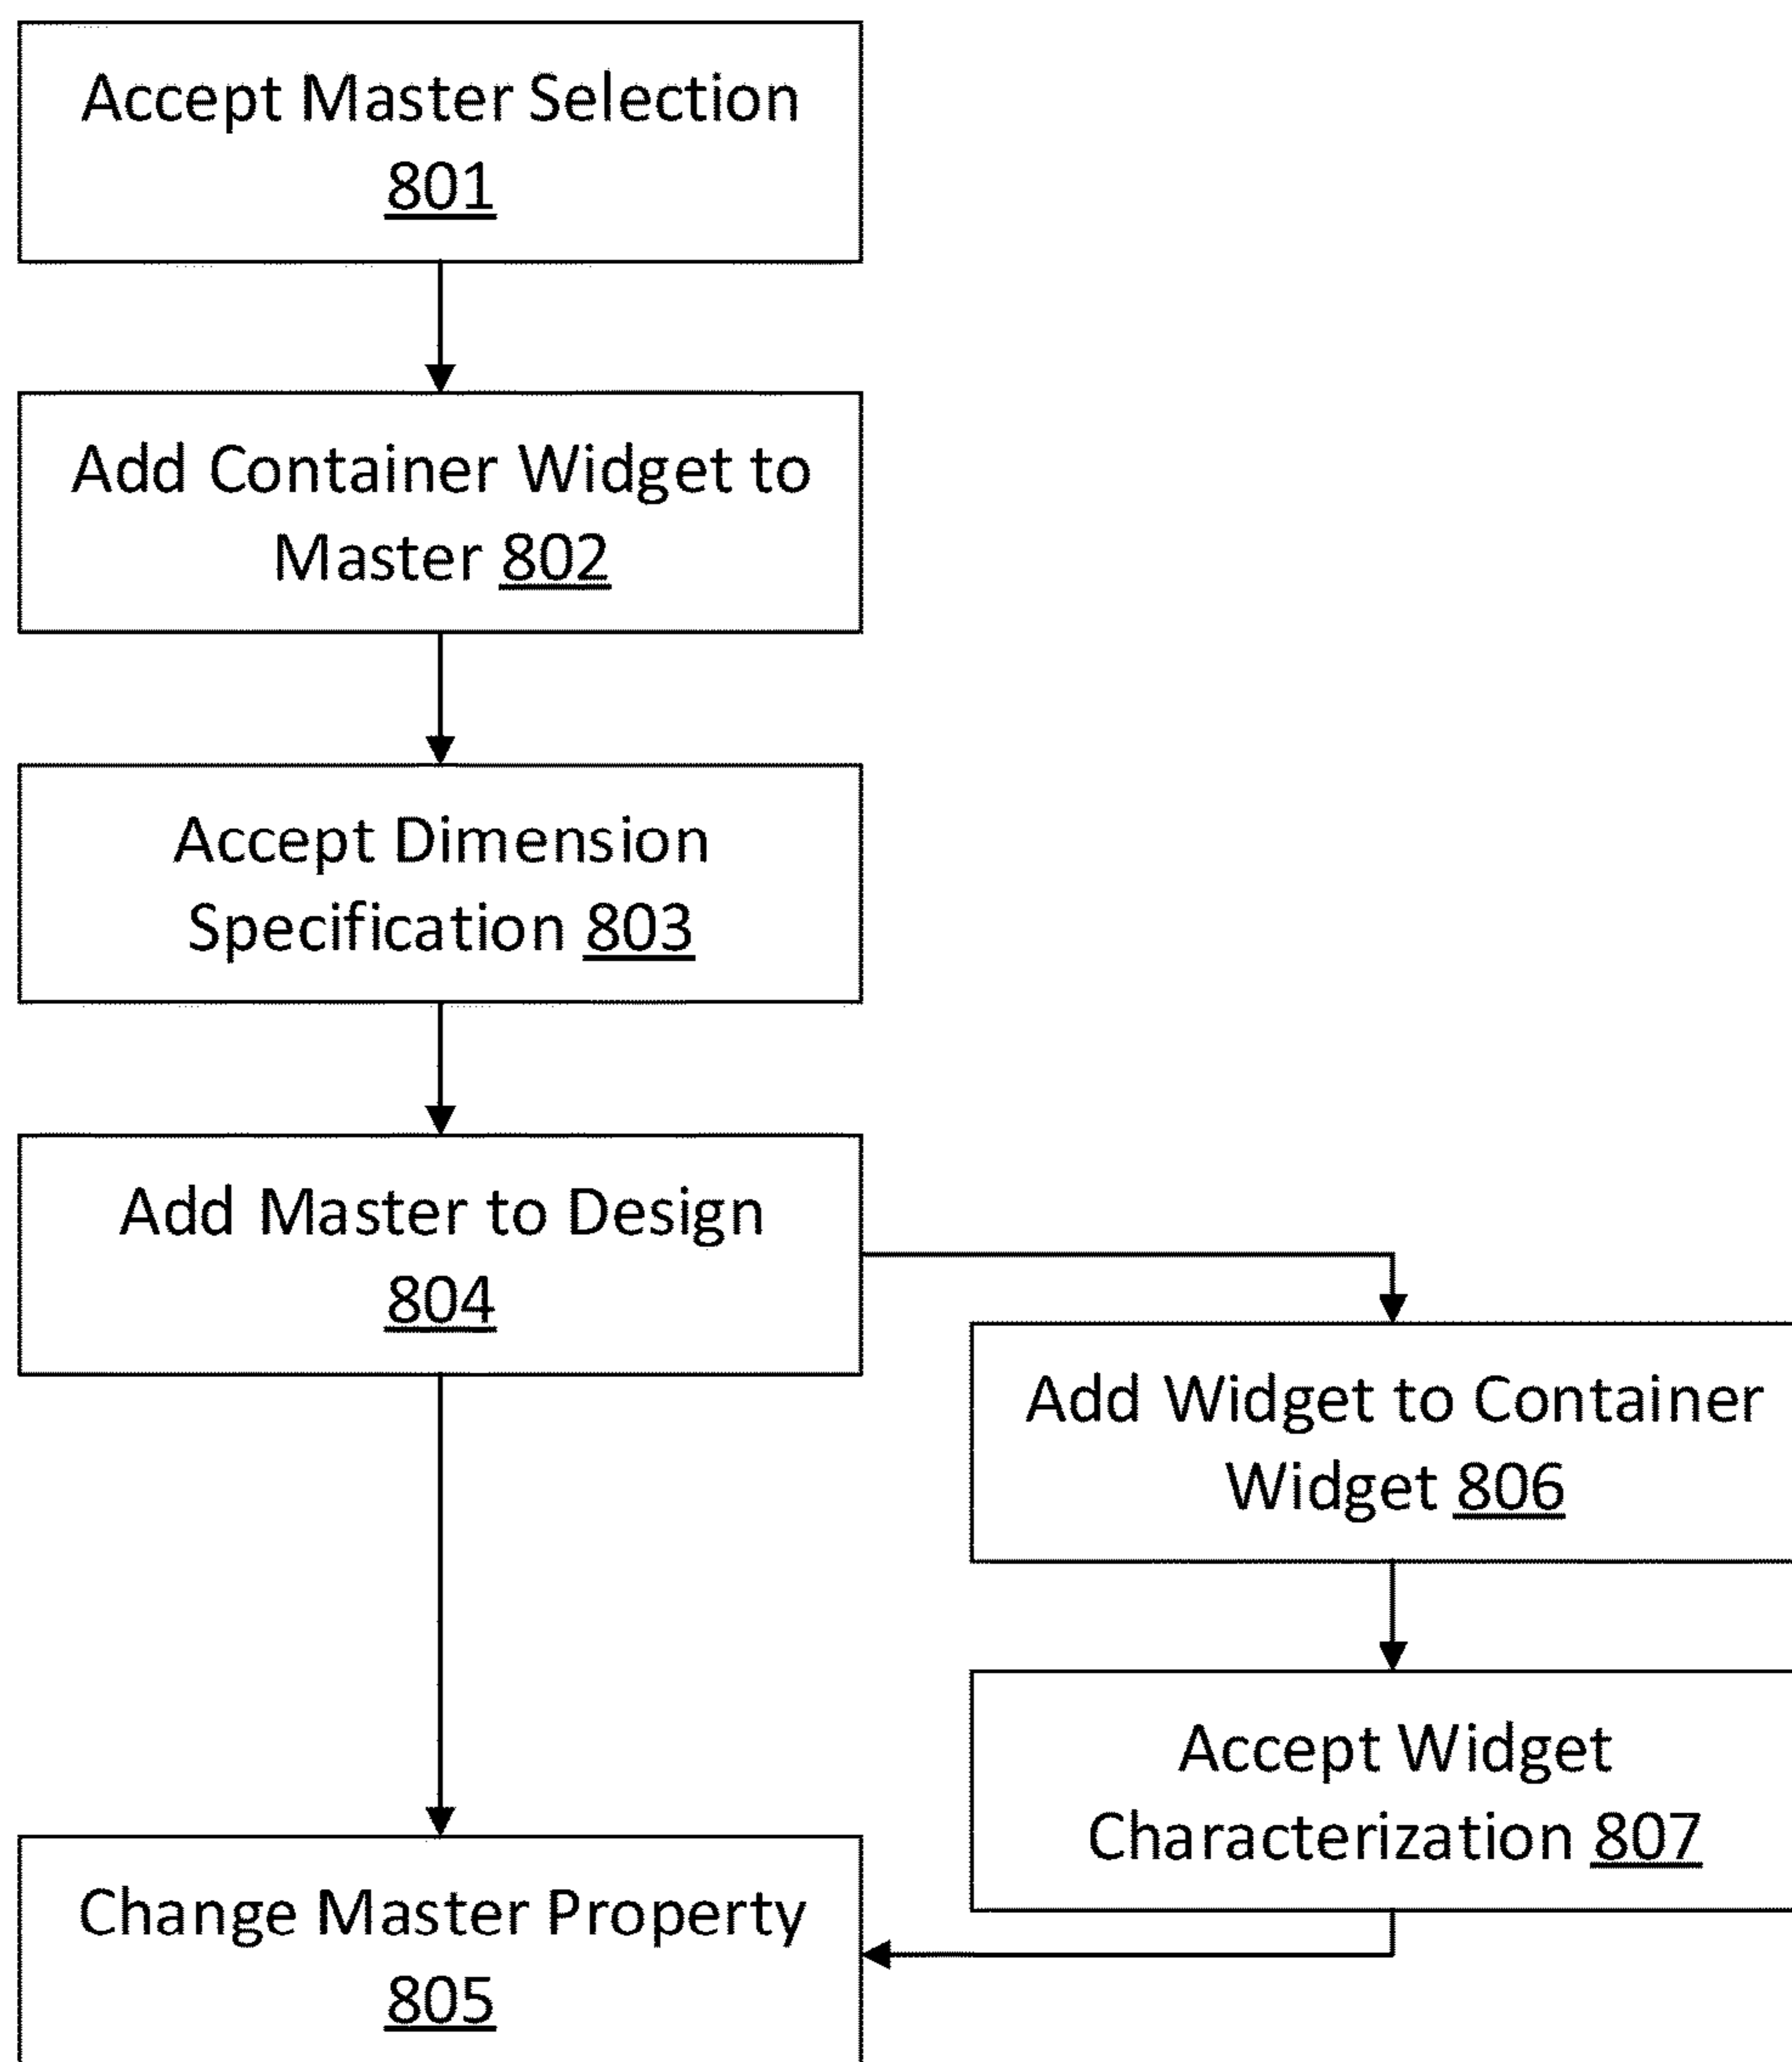 Accept Master Selection
801
Add Container Widget to
Master 802
Accept Dimension
Specification 803
Add Master to Design
804
Add Widget to Container
Widget 806
Accept Widget
Characterization 807
Change Master Property
805